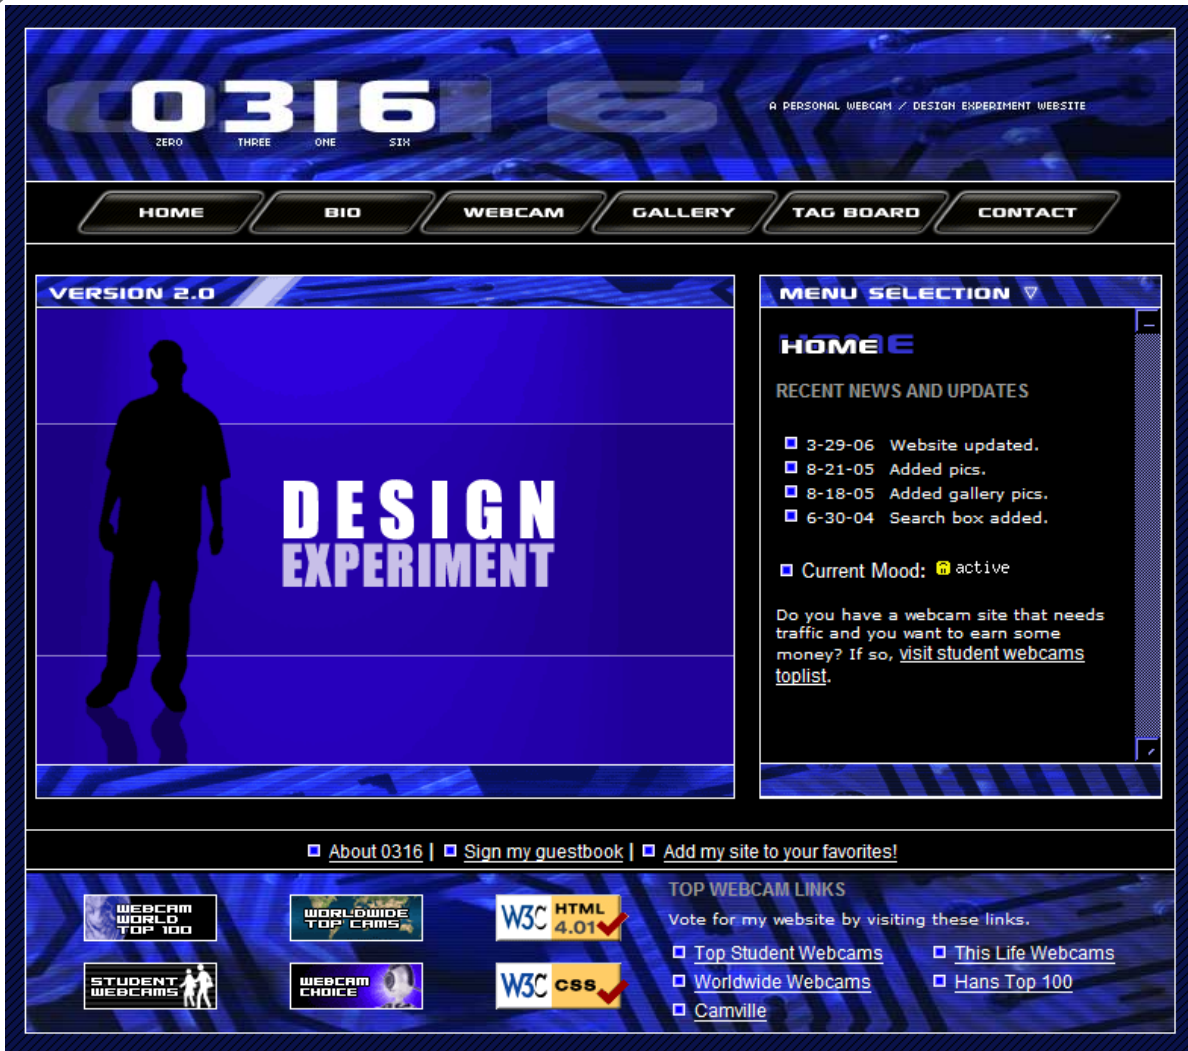 0316
ZERO THREE ONE SIX
A PERSONAL WEBCAM / DESIGN EXPERIMENT WEBSITE
HOME BIO WEBCAM GALLERY TAG BOARD CONTACT
VERSION 2.0
DESIGN
EXPERIMENT
MENU SELECTION
HOME
RECENT NEWS AND UPDATES
3-29-06 Website updated.
8-21-05 Added pics.
8-18-05 Added gallery pics.
6-30-04 Search box added.
Current Mood: active
Do you have a webcam site that needs
traffic and you want to earn some
money? If so, visit student webcams
toplist.
About 0316 | Sign my guestbook | Add my site to your favorites!
WEBCAM
WORLD
TOP 100
WORLDWIDE
TOP CAMS
W3C HTML
4.01
STUDENT
WEBCAMS
WEBCAM
CHOICE
W3C CSS
TOP WEBCAM LINKS
Vote for my website by visiting these links.
Top Student Webcams This Life Webcams
Worldwide Webcams Hans Top 100
Camville